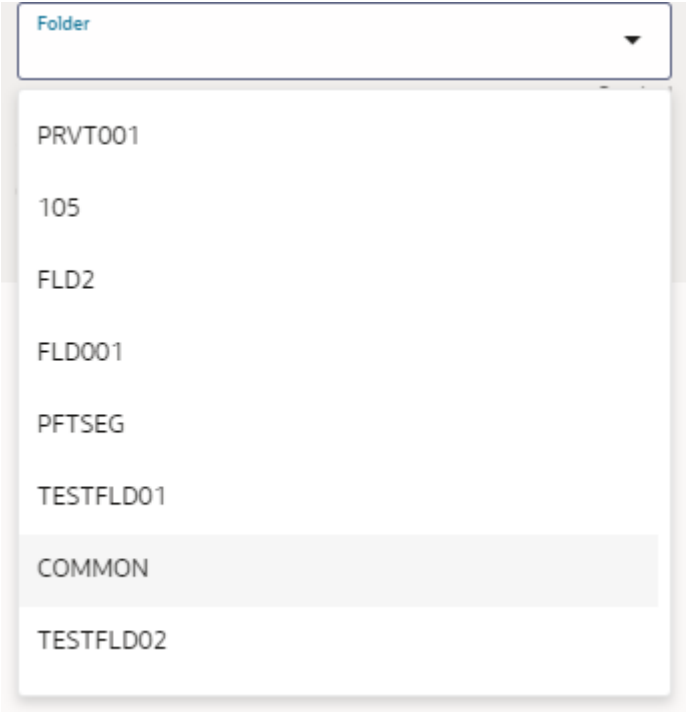 Folder
PRVT001
105
FLD2
FLD001
PFTSEG
TESTFLD01
COMMON
TESTFLD02